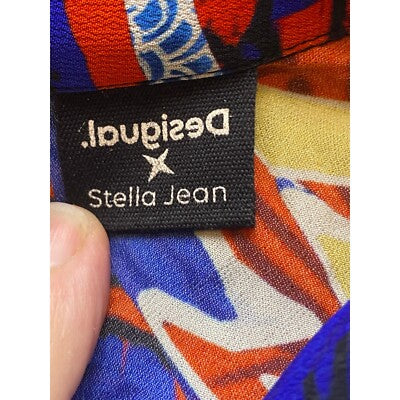 Desigual.
X
Stella Jean